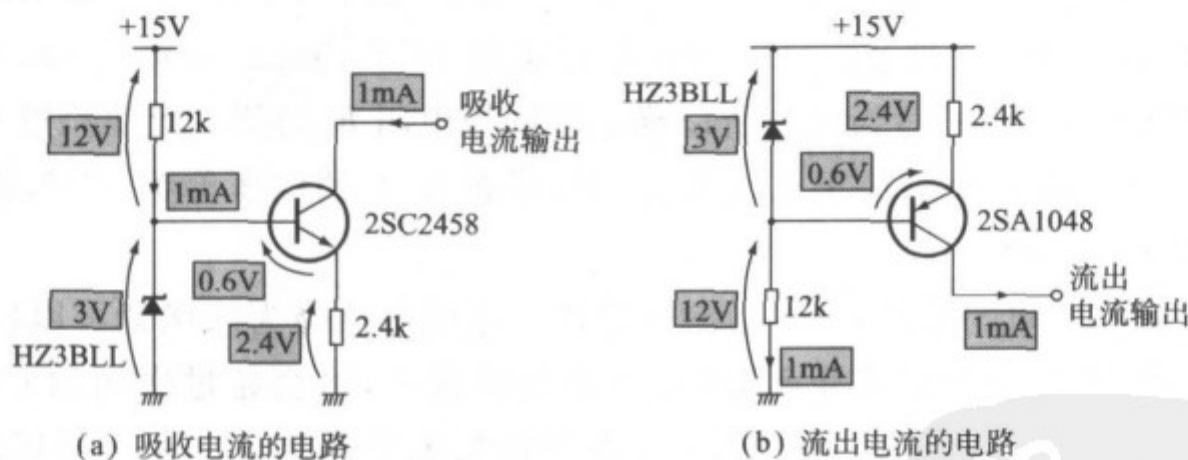 +15V
12V
12k
1mA
1mA
吸收
电流输出
2SC2458
0.6V
3V
HZ3BLL
2.4V
2.4k
(a) 吸收电流的电路
+15V
HZ3BLL
3V
2.4V
2.4k
0.6V
2SA1048
12V
12k
1mA
流出
电流输出
1mA
(b) 流出电流的电路